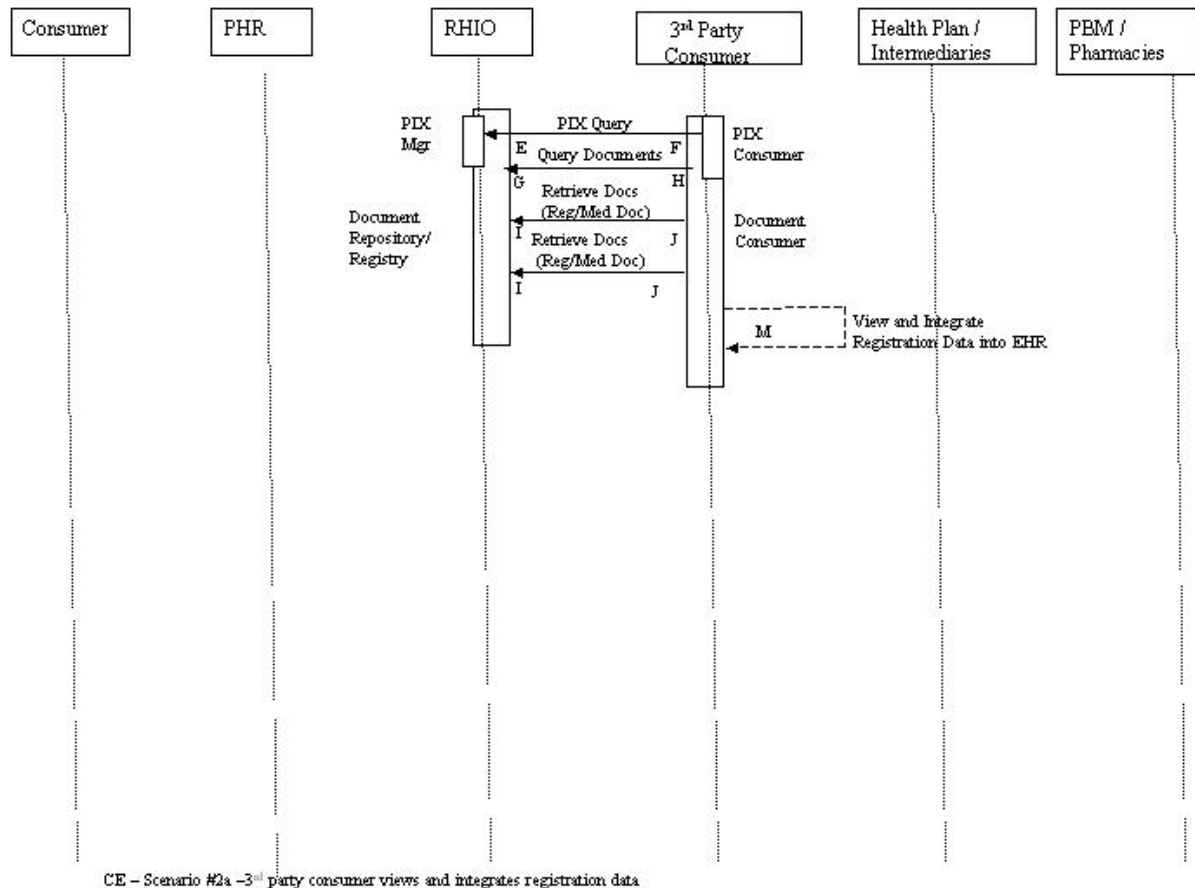 Consumer
PHR
RHIO
3rd Party
Consumer
Health Plan /
Intermediaries
PBM /
Pharmacies
PIX
Mgr
PIX Query
PIX
Consumer
E
F
Query Documents
G
H
Retrieve Docs
(Reg/Med Doc)
Document
Repository/
Registry
Document
Consumer
I
J
Retrieve Docs
(Reg/Med Doc)
I
J
M
View and Integrate
Registration Data into EHR
CE – Scenario #2a –3rd party consumer views and integrates registration data